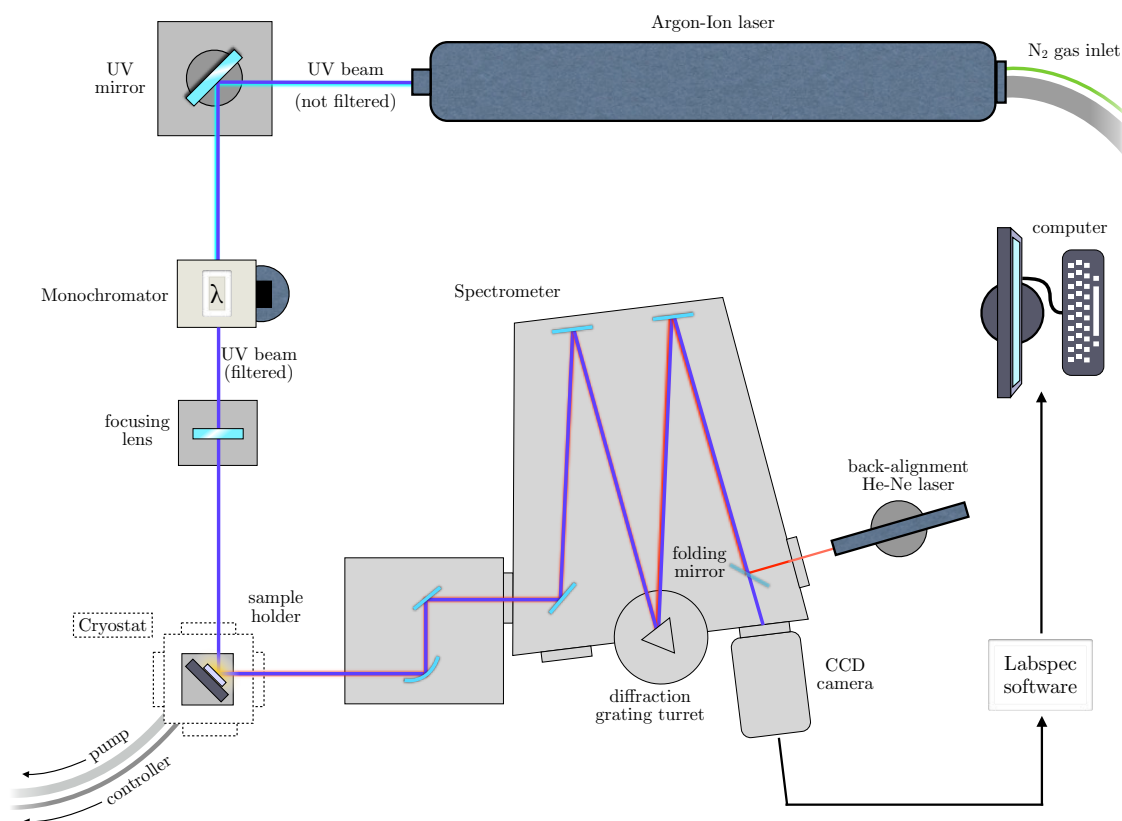 Argon-Ion laser
N₂ gas inlet
UV
mirror
UV beam
(not filtered)
computer
Monochromator
λ
Spectrometer
UV beam
(filtered)
focusing
lens
back-alignment
He-Ne laser
folding
mirror
sample
holder
Cryostat
CCD
camera
Labspec
software
diffraction
grating turret
pump
controller